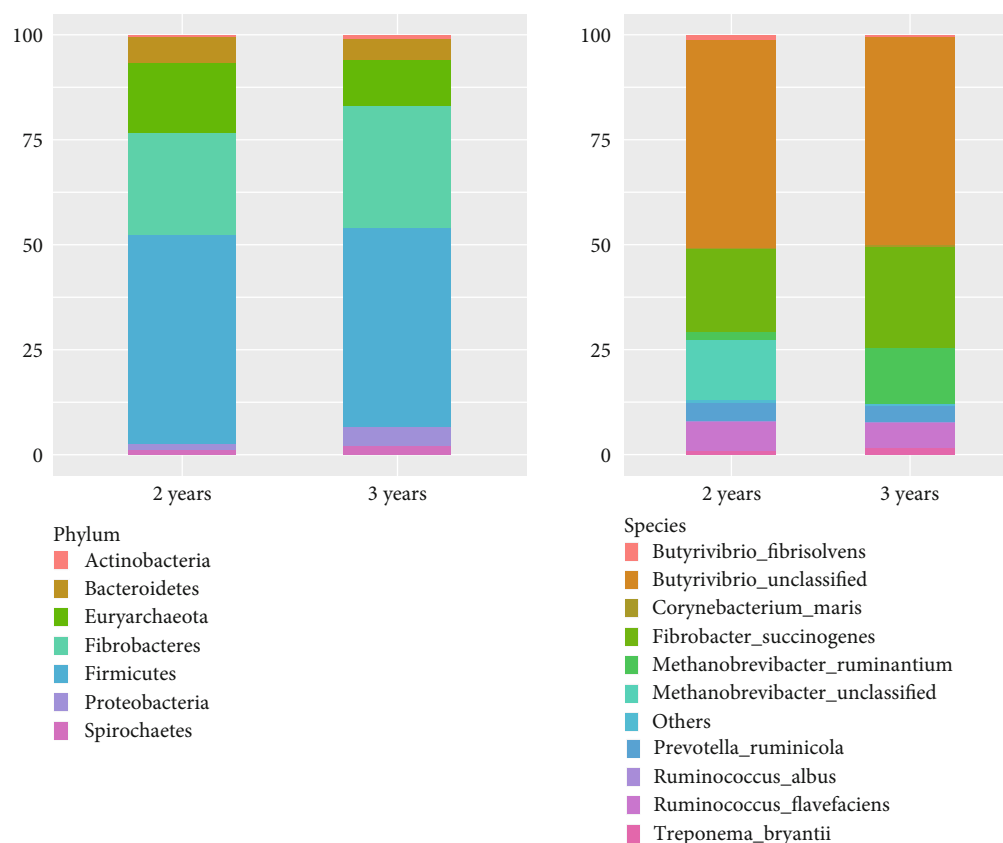 100
75
50
25
0
2 years
3 years
Phylum
Actinobacteria
Bacteroidetes
Euryarchaeota
Fibrobacteres
Firmicutes
Proteobacteria
Spirochaetes
100
75
50
25
0
2 years
3 years
Species
Butyrivibrio_fibrisolvens
Butyrivibrio_unclassified
Corynebacterium_maris
Fibrobacter_succinogenes
Methanobrevibacter_ruminantium
Methanobrevibacter_unclassified
Others
Prevotella_ruminicola
Ruminococcus_albus
Ruminococcus_flavefaciens
Treponema_bryantii